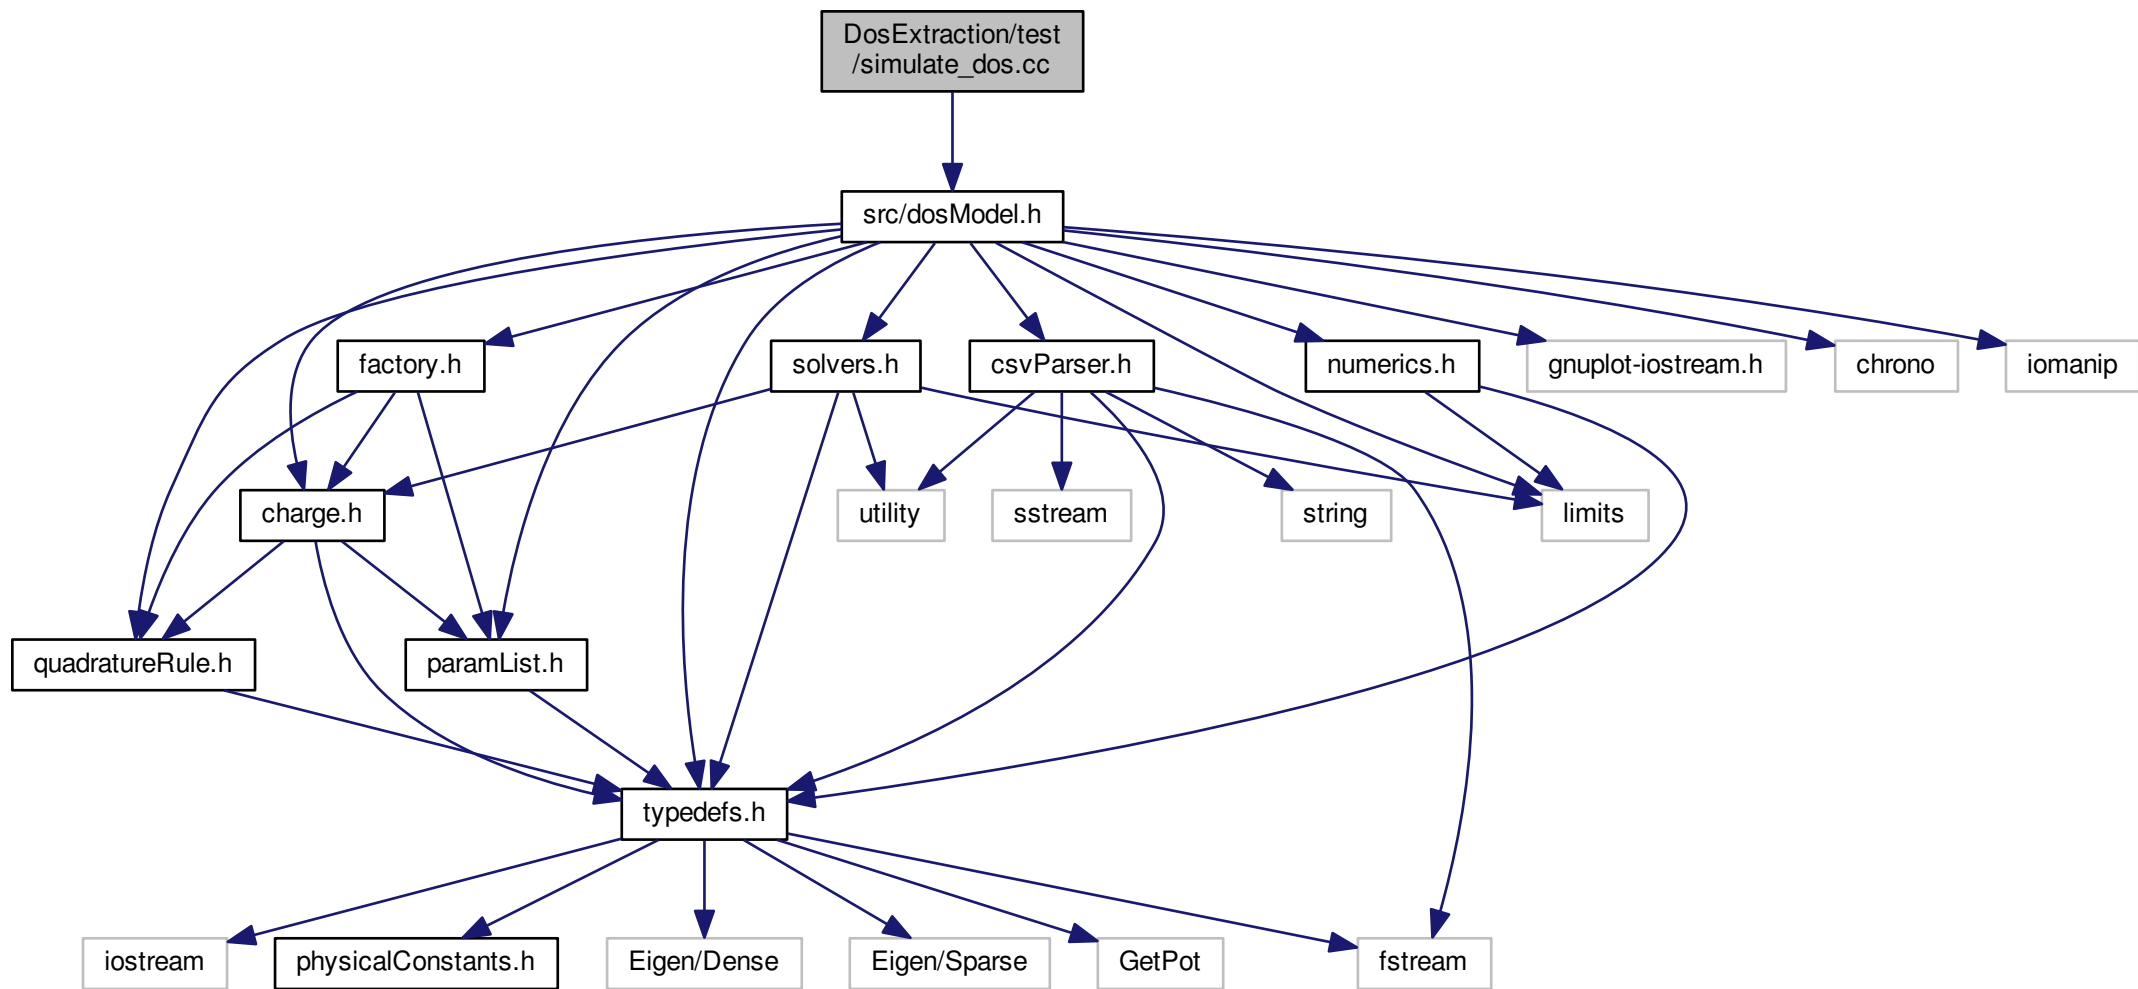 DosExtraction/test
/simulate_dos.cc
src/dosModel.h
factory.h
solvers.h
csvParser.h
numerics.h
gnuplot-iostream.h
chrono
iomanip
charge.h
utility
sstream
string
limits
quadratureRule.h
paramList.h
typedefs.h
iostream
physicalConstants.h
Eigen/Dense
Eigen/Sparse
GetPot
fstream